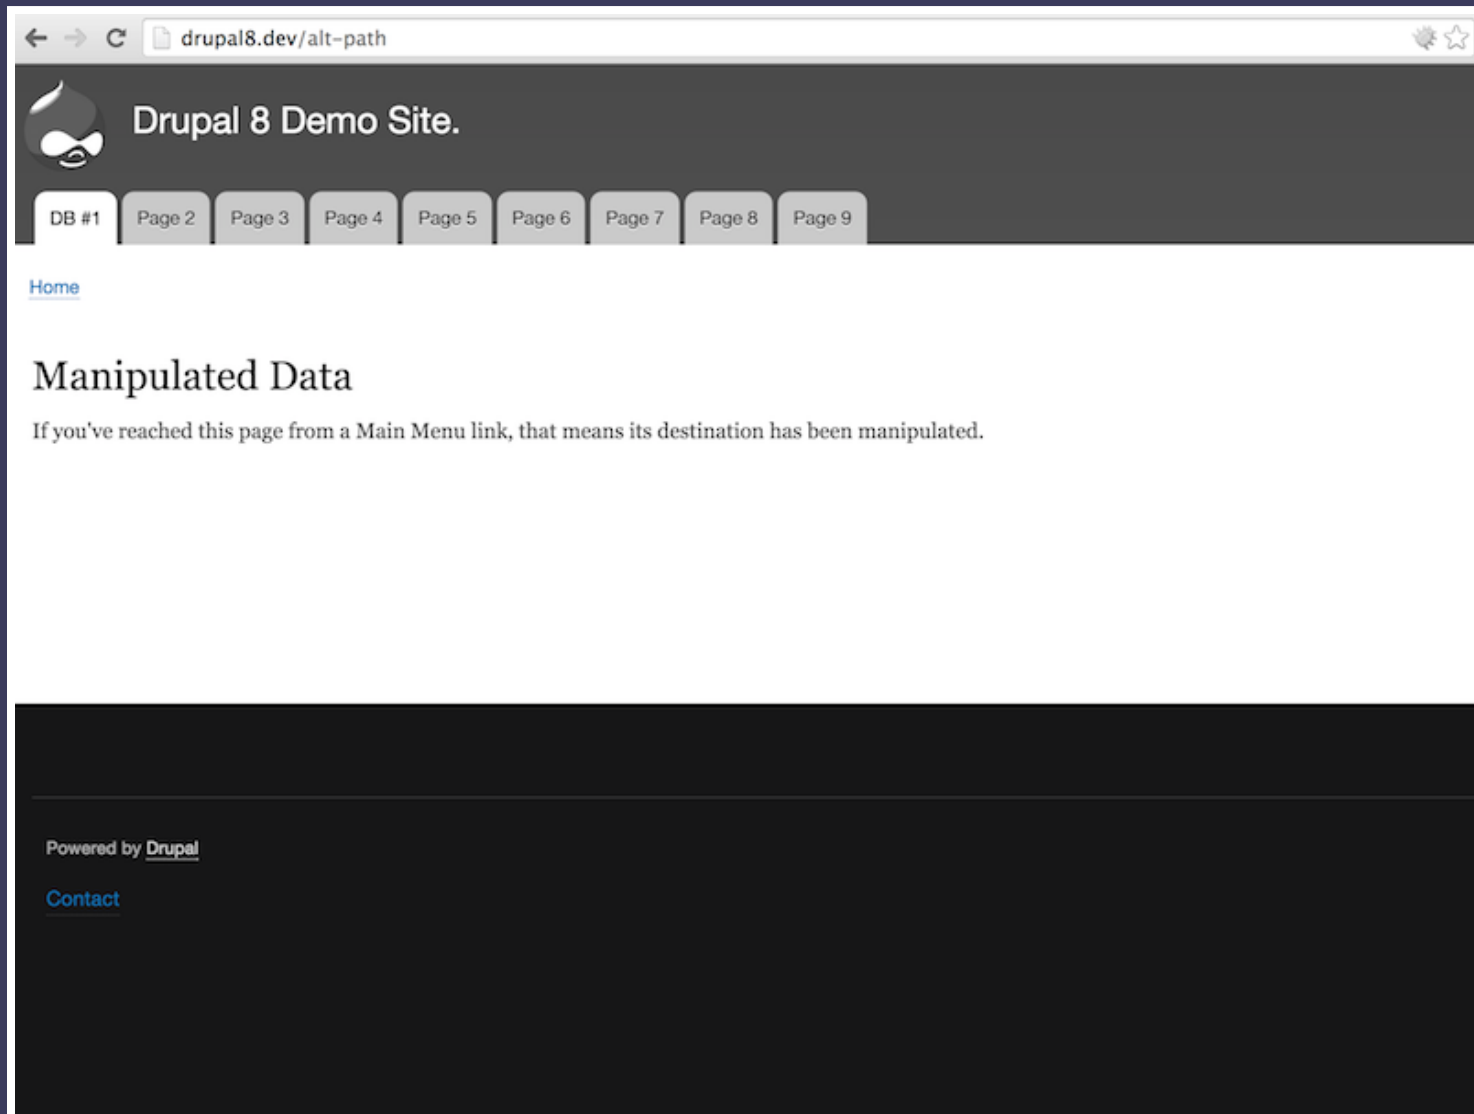 drupal8.dev/alt-path
Drupal 8 Demo Site.
DB #1 Page 2 Page 3 Page 4 Page 5 Page 6 Page 7 Page 8 Page 9
Home
Manipulated Data
If you've reached this page from a Main Menu link, that means its destination has been manipulated.
Powered by Drupal
Contact